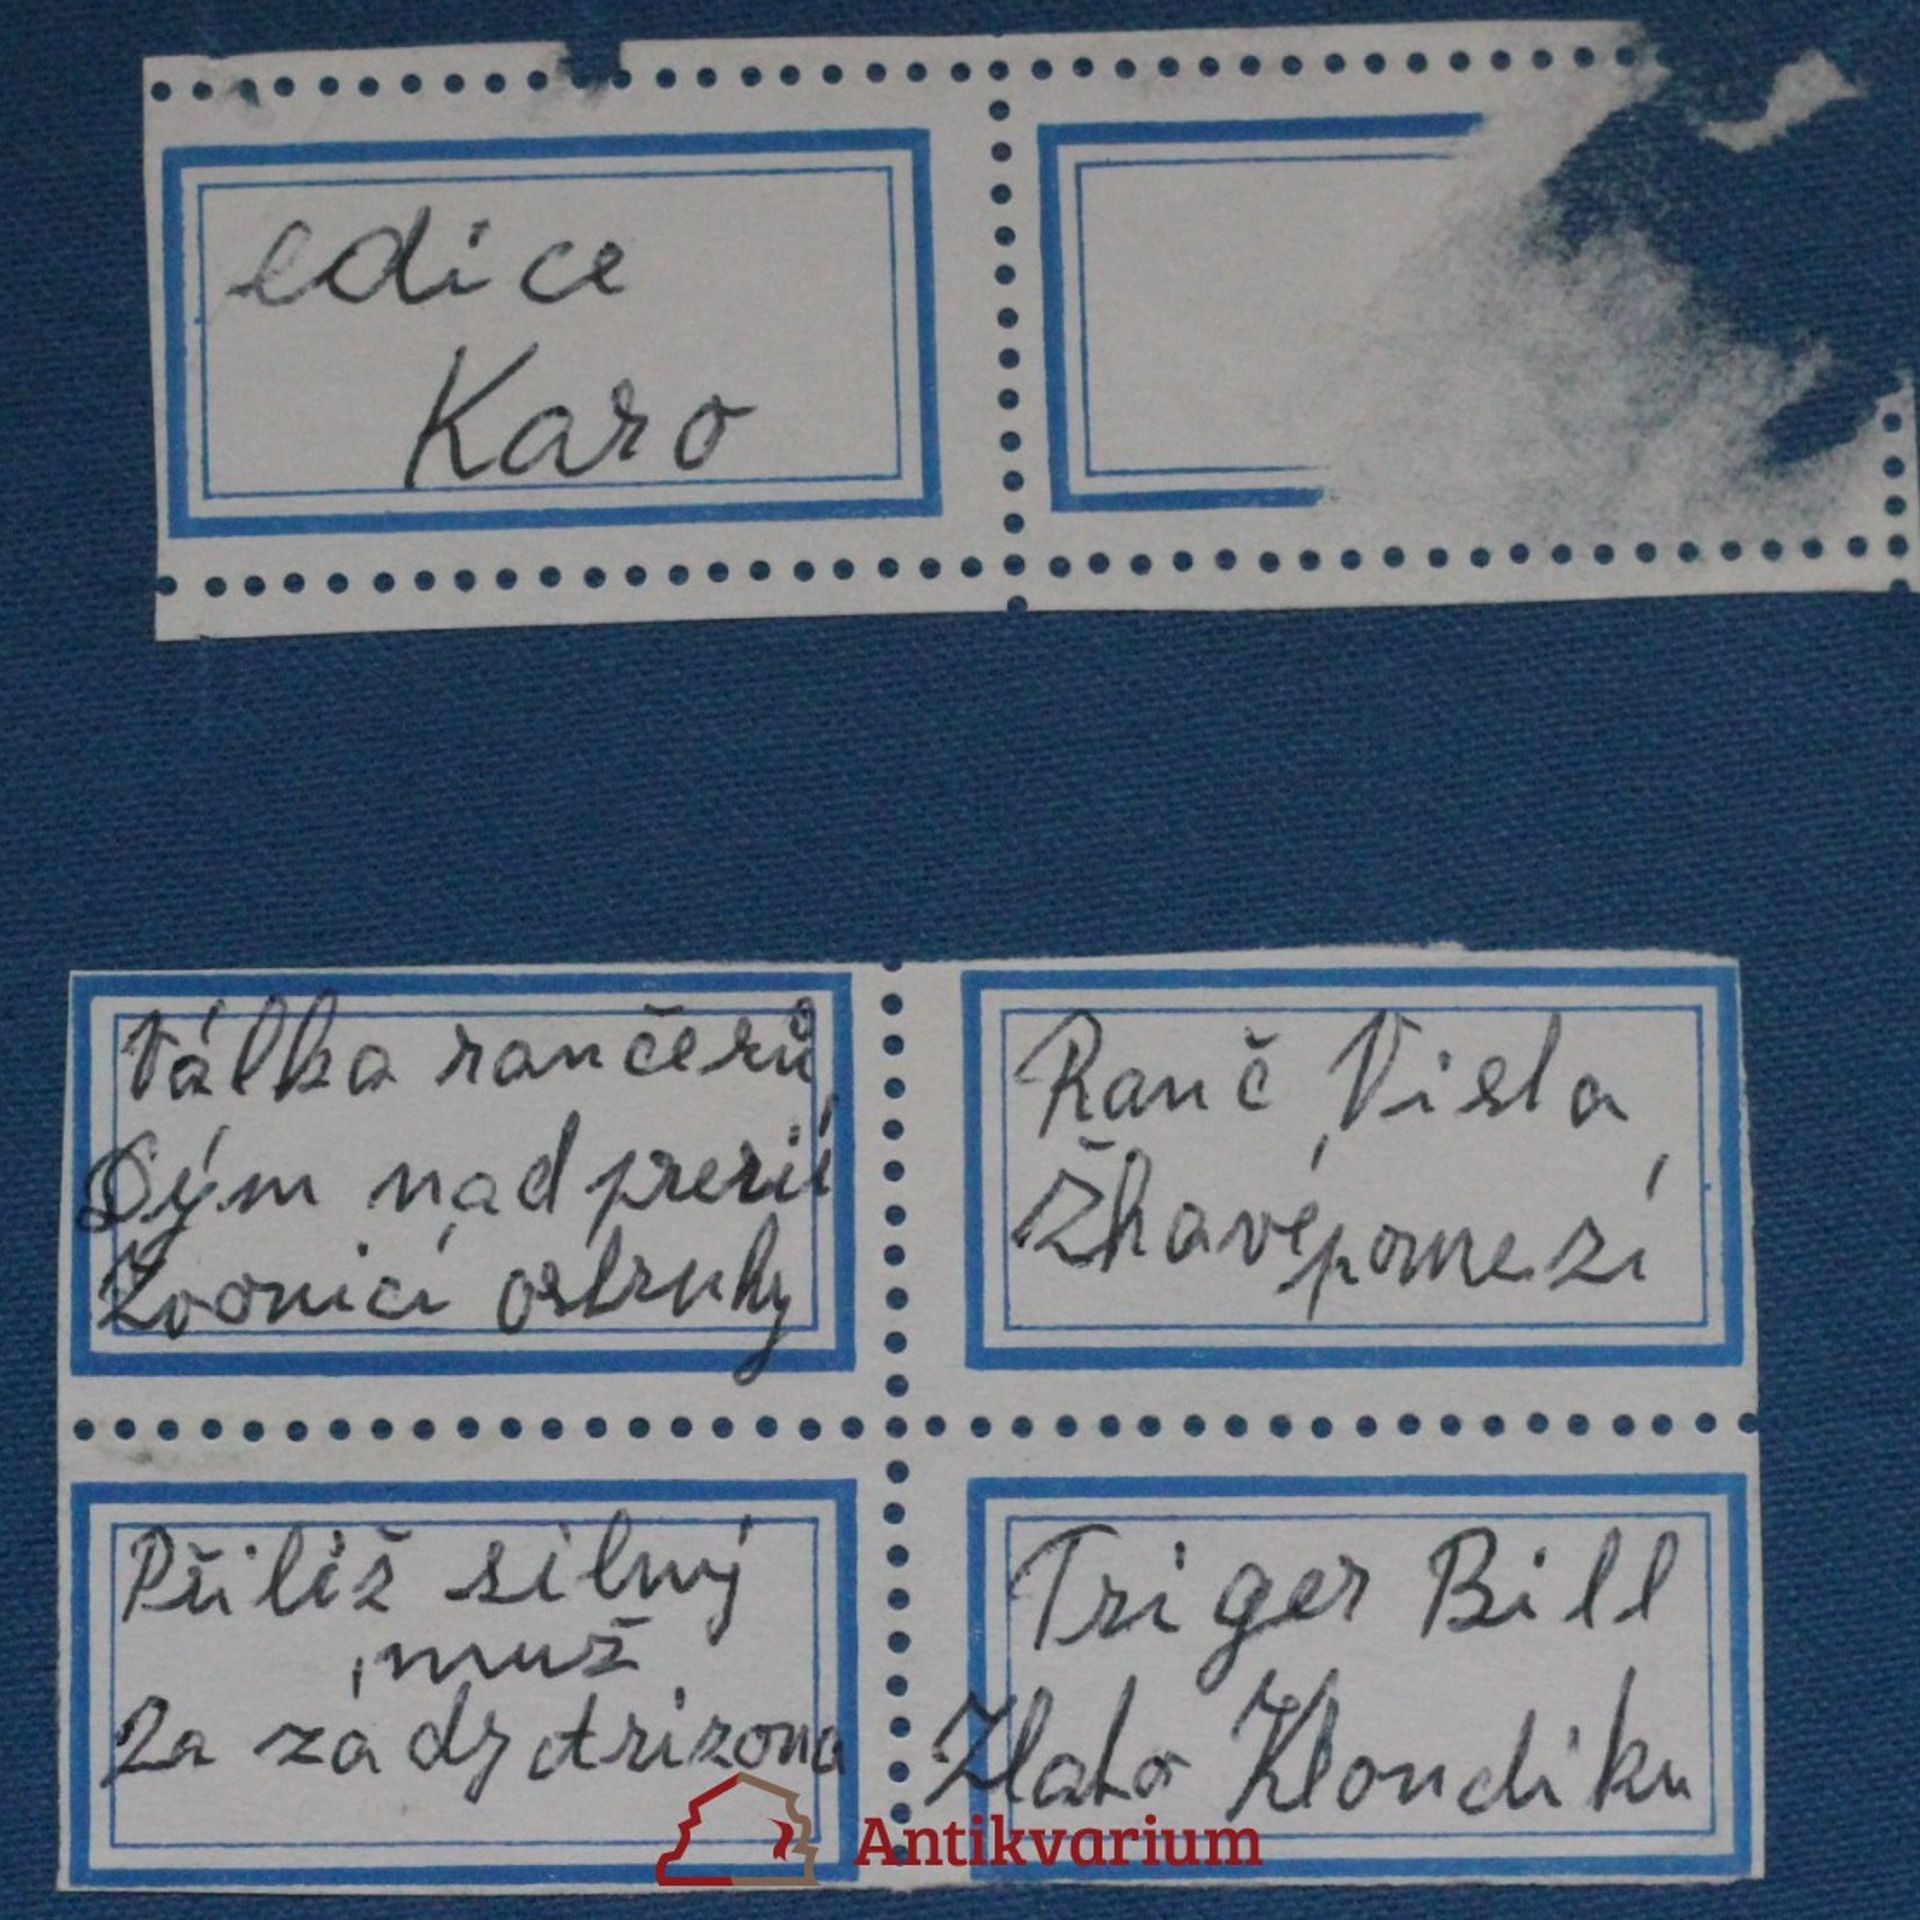 edice
Karo
Válka rančerů
Dým nad prerií
Zvonící ostruhy
Ranč Visla
Žhavé pomezí
Příliš silný
muž
Za zády Arizona
Triger Bill
Zlato Klondiku
Antikvarium